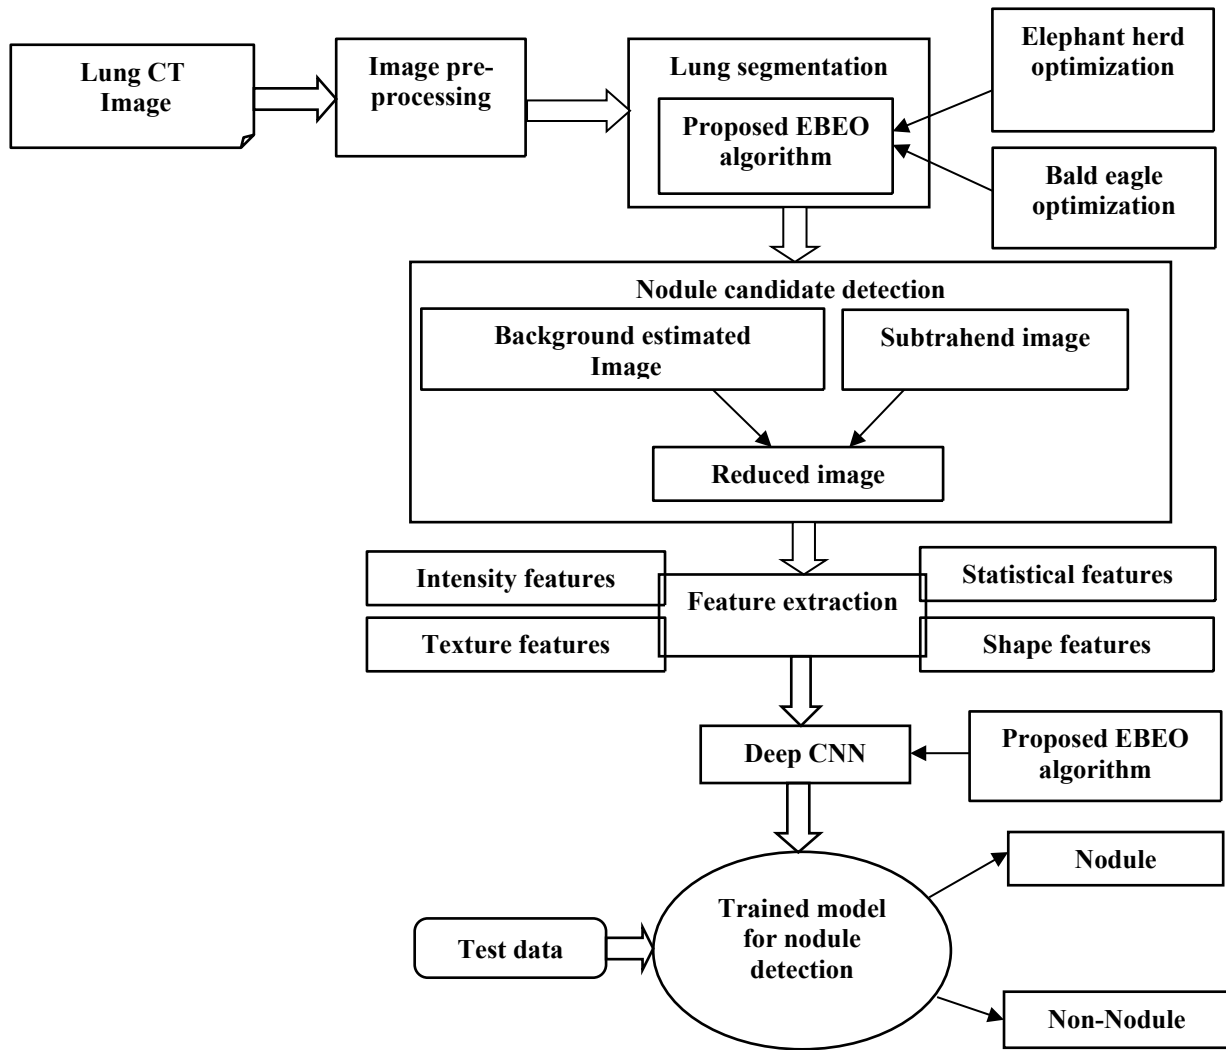 Lung CT
Image
Image pre-
processing
Lung segmentation
Proposed EBEO
algorithm
Elephant herd
optimization
Bald eagle
optimization
Nodule candidate detection
Background estimated
Image
Subtrahend image
Reduced image
Intensity features
Statistical features
Feature extraction
Texture features
Shape features
Deep CNN
Proposed EBEO
algorithm
Nodule
Trained model
for nodule
detection
Test data
Non-Nodule